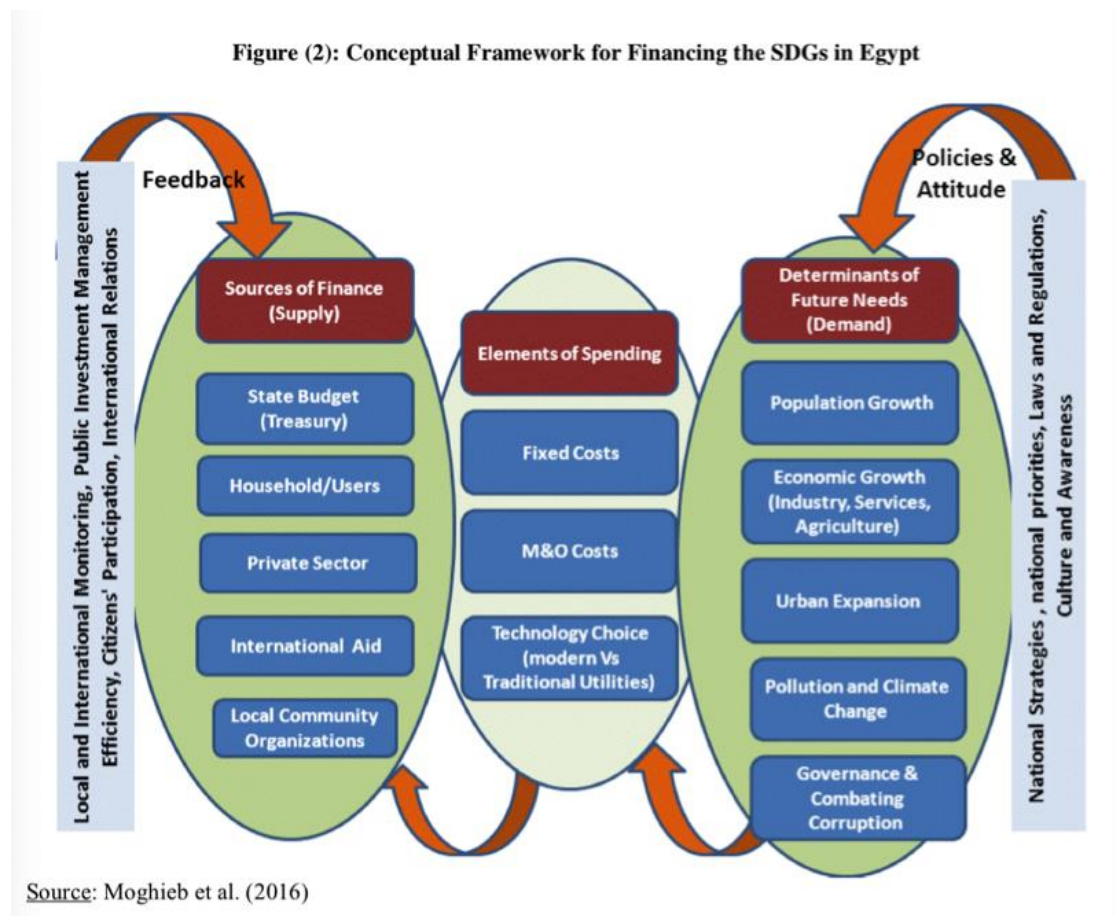 Figure (2): Conceptual Framework for Financing the SDGs in Egypt
Local and International Monitoring, Public Investment Management
Efficiency, Citizens' Participation, International Relations
Feedback
Sources of Finance
(Supply)
State Budget
(Treasury)
Household/Users
Private Sector
International Aid
Local Community
Organizations
Elements of Spending
Fixed Costs
M&O Costs
Technology Choice
(modern Vs
Traditional Utilities)
Policies &
Attitude
Determinants of
Future Needs
(Demand)
Population Growth
Economic Growth
(Industry, Services,
Agriculture)
Urban Expansion
Pollution and Climate
Change
Governance &
Combating
Corruption
National Strategies , national priorities, Laws and Regulations,
Culture and Awareness
Source: Moghieb et al. (2016)